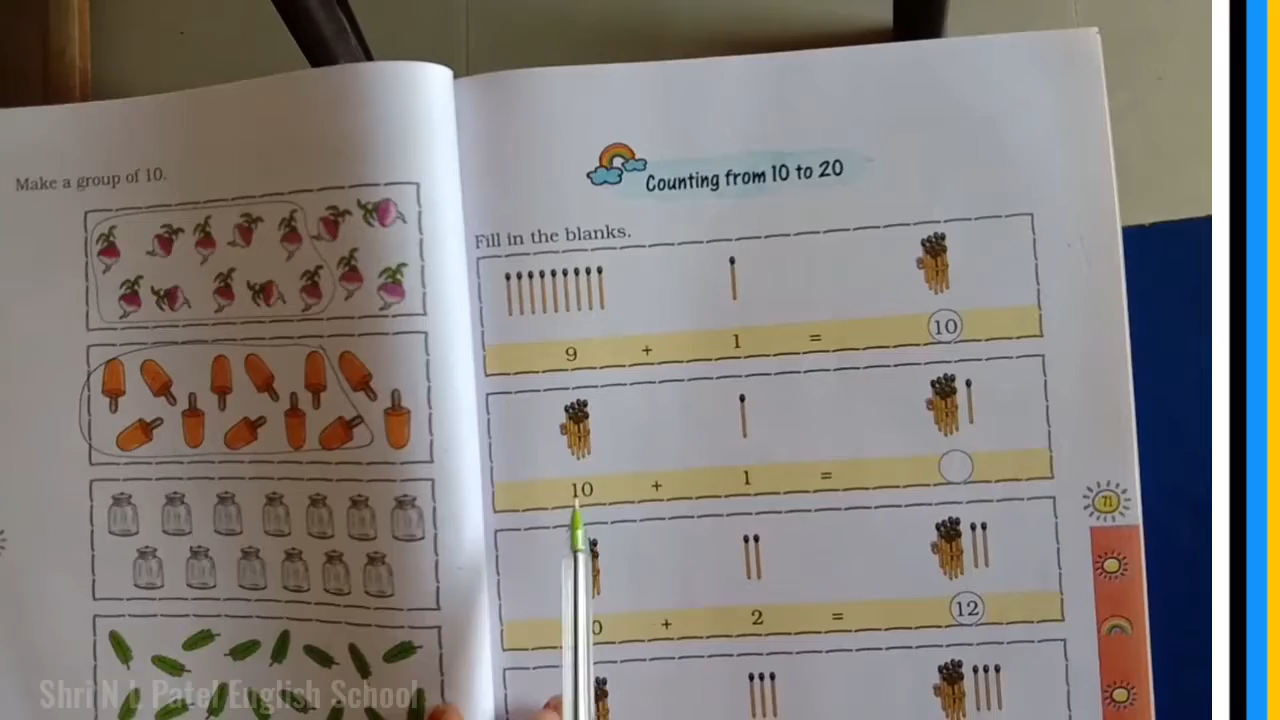 Make a group of 10.
Counting from 10 to 20
Fill in the blanks.
9 + 1 = 10
10 + 1 =
0 + 2 = 12
71
Shri N L Patel English School